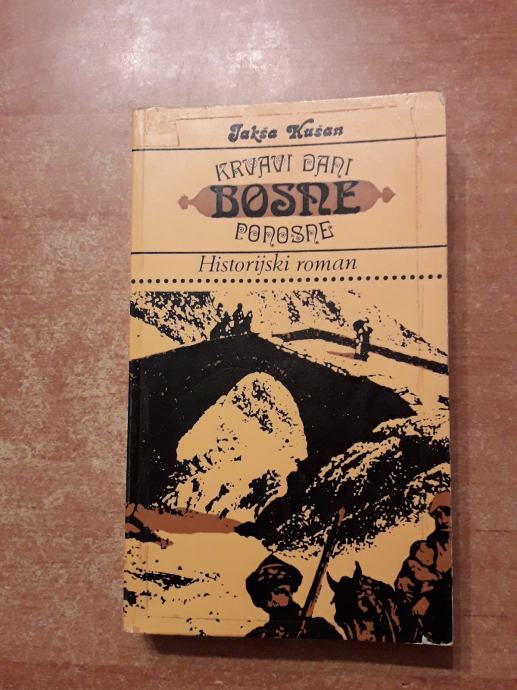 Jakša Kušan
KRVAVI DANI
BOSNE
PONOSNE
Historijski roman